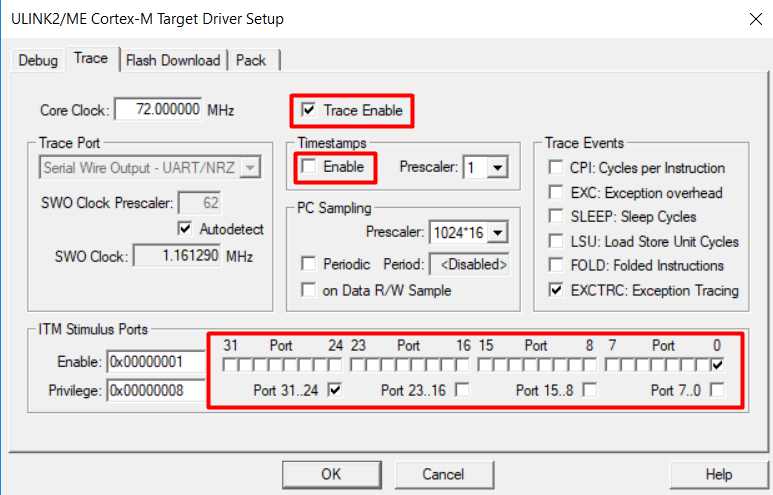 ULINK2/ME Cortex-M Target Driver Setup
Debug Trace Flash Download Pack
Core Clock: 72.000000 MHz Trace Enable
Trace Port
Serial Wire Output - UART/NRZ
SWO Clock Prescaler: 62
Autodetect
SWO Clock: 1.161290 MHz
Timestamps
Enable Prescaler: 1
PC Sampling
Prescaler: 1024*16
Periodic Period: <Disabled>
on Data R/W Sample
Trace Events
CPI: Cycles per Instruction
EXC: Exception overhead
SLEEP: Sleep Cycles
LSU: Load Store Unit Cycles
FOLD: Folded Instructions
EXCTRC: Exception Tracing
ITM Stimulus Ports
31 Port 24 23 Port 16 15 Port 8 7 Port 0
Enable: 0x00000001
Privilege: 0x00000008 Port 31..24 Port 23..16 Port 15..8 Port 7..0
OK Cancel Help